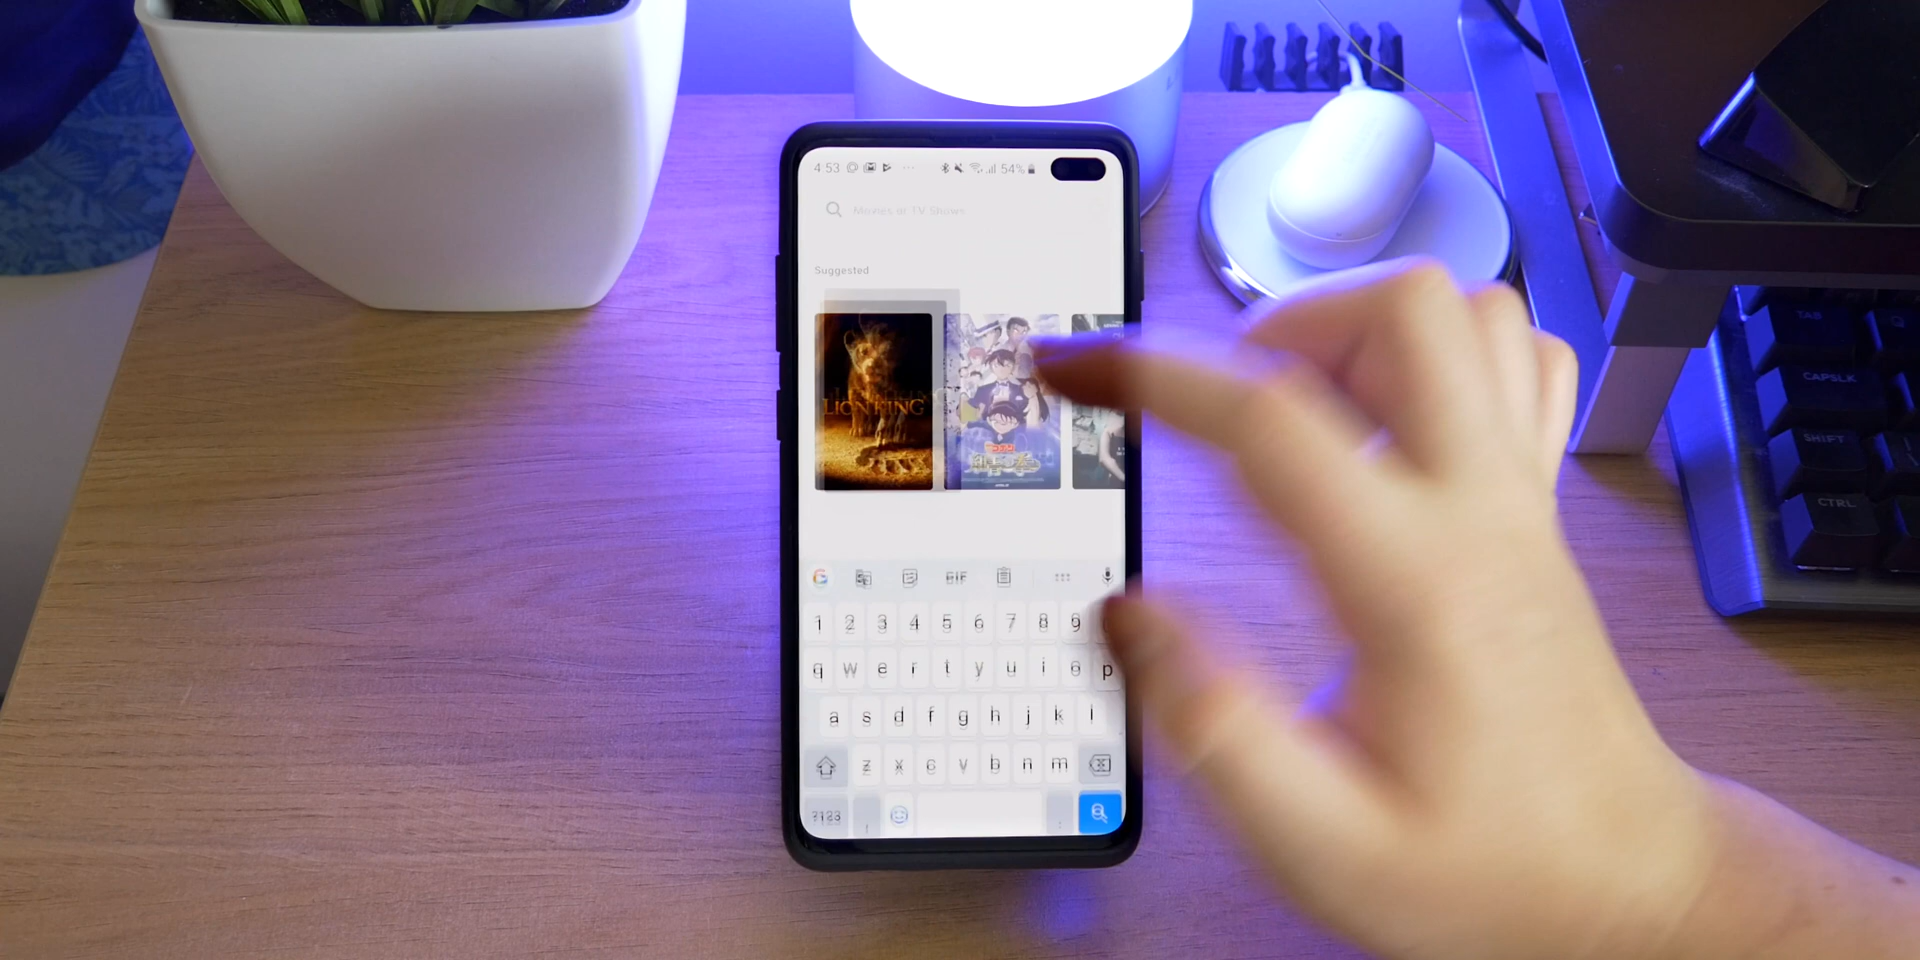 4:53 54%
Movies or TV Shows
Suggested
LION KING
GIF
1 2 3 4 5 6 7 8 9
q w e r t y u i o p
a s d f g h j k l
z x c v b n m
?123 , .
TAB Q
CAPSLK
SHIFT
CTRL